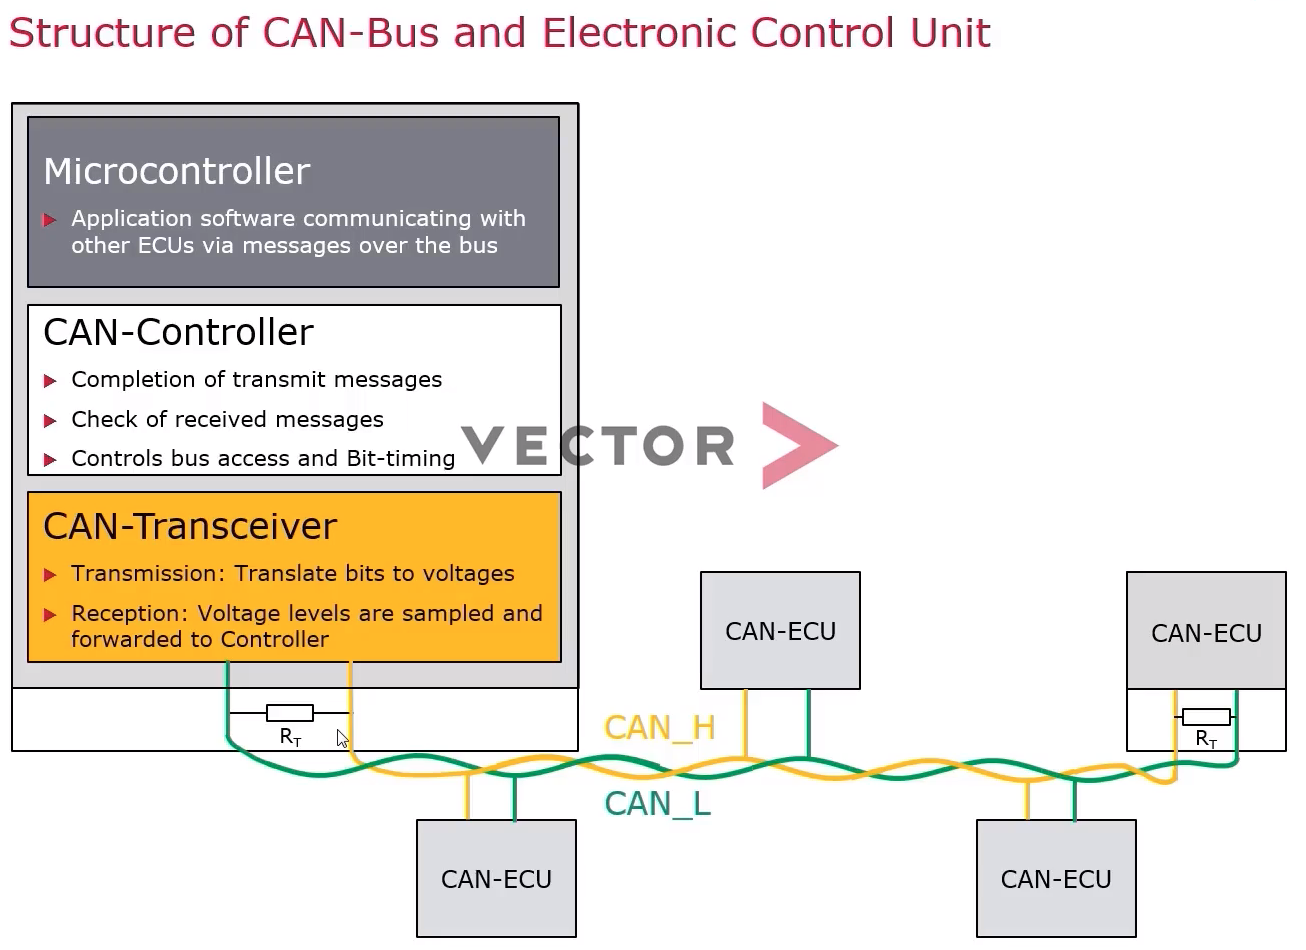 Structure of CAN-Bus and Electronic Control Unit
Microcontroller
Application software communicating with
other ECUs via messages over the bus
CAN-Controller
Completion of transmit messages
Check of received messages
Controls bus access and Bit-timing
VECTOR
CAN-Transceiver
Transmission: Translate bits to voltages
Reception: Voltage levels are sampled and
forwarded to Controller
CAN-ECU
CAN-ECU
RT
CAN_H
RT
CAN_L
CAN-ECU
CAN-ECU